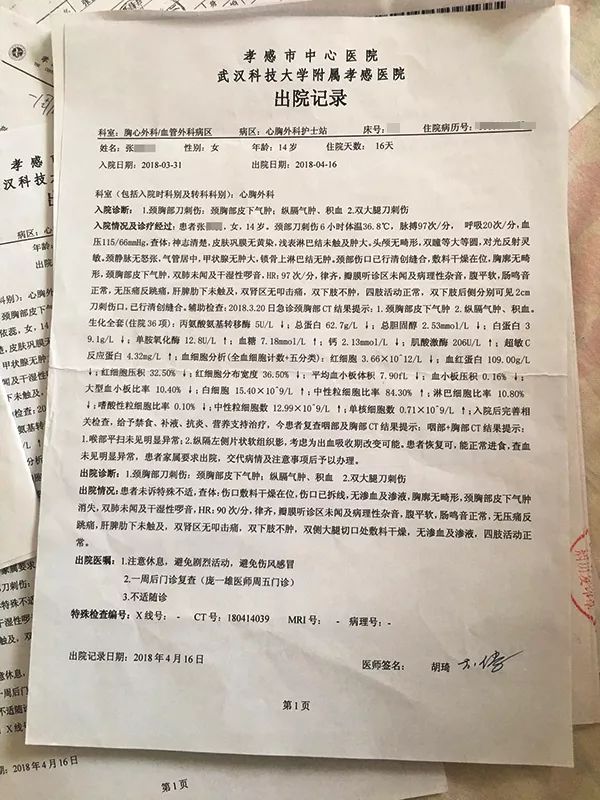 孝感市中心医院
武汉科技大学附属孝感医院
出院记录
科室：胸心外科/血管外科病区 病区：心胸外科护士站 床号： 住院病历号：
姓名：张 性别：女 年龄：14岁 住院天数： 16天
入院日期：2018-03-31 出院日期：2018-04-16
科室（包括入院时科别及转科科别）：心胸外科
入院诊断： 1.颈胸部刀刺伤：颈胸部皮下气肿；纵膈气肿、积血 2.双大腿刀刺伤
入院情况及诊疗经过：患者张 ，女，14岁，颈部刀刺伤6小时体温36.8℃， 脉搏97次/分， 呼吸20次/分，血
压115/66mmHg，查体：神志清楚，皮肤巩膜无黄染，浅表淋巴结未触及肿大，头颅无畸形，双瞳等大等圆，对光反射灵
敏。颈静脉无怒张，气管居中，甲状腺无肿大，锁骨上淋巴结无肿大。颈部伤口已行清创缝合，敷料干燥在位，胸廓无畸
形，颈胸部皮下气肿，双肺未闻及干湿性啰音，HR：97 次/分，律齐，瓣膜听诊区未闻及病理性杂音，腹平软，肠鸣音
正常，无压痛反跳痛，肝脾肋下未触及，双肾区无叩击痛，双下肢不肿，四肢活动正常，双下肢后侧分别可见2cm
刀刺伤口，已行清创缝合。辅助检查：2018.3.20日急诊颈胸部CT结果提示：1.颈胸部皮下气肿 2.纵膈气肿、积血。
生化全套(住院36项)：丙氨酸氨基转移酶 5U/L ↓；总蛋白 62.7g/L ↓；总胆固醇 2.53mmol/L ↓；白蛋白 3
9.1g/L ↓；单胺氧化酶 12.8U/L ↑；血糖 7.18mmol/L ↑；钙 2.13mmol/L ↓；肌酸激酶 206U/L ↑；超敏C
反应蛋白 4.32mg/L ↑；血细胞分析(全血细胞计数+五分类)：红细胞 3.66×10^12/L ↓；血红蛋白 109.00g/L
↓；红细胞压积 32.50% ↓；红细胞分布宽度 36.50% ↓；平均血小板体积 7.90fL ↓；血小板压积 0.16% ↓；
大型血小板比率 10.40% ↓；白细胞 15.40×10^9/L ↑；中性粒细胞比率 84.30% ↑；淋巴细胞比率 10.80%
↓；嗜酸性粒细胞比率 0.10% ↓；中性粒细胞数 12.99×10^9/L ↑；单核细胞数 0.71×10^9/L ↑；入院后完善相
关检查，给予禁食、补液、抗炎、营养支持治疗，今日患者复查咽部及胸部CT结果提示：咽部+胸部CT结果提示：
1.喉部平扫未见明显异常；2.纵隔左侧片状软组织影，考虑为出血吸收期改变可能。患者恢复可，能正常进食，查血
未见明显异常，患者家属要求出院，交代病情及注意事项后予以办理。
出院诊断： 1.颈胸部刀刺伤：颈胸部皮下气肿；纵膈气肿、积血 2.双大腿刀刺伤
出院情况：患者未诉特殊不适，查体：伤口敷料干燥在位，伤口已拆线，无渗血及渗液，胸廓无畸形，颈胸部皮下气肿
消失，双肺未闻及干湿性啰音，HR：90 次/分，律齐，瓣膜听诊区未闻及病理性杂音，腹平软，肠鸣音正常，无压痛反
跳痛，肝脾肋下未触及，双肾区无叩击痛，双下肢不肿，双侧大腿切口处敷料干燥，无渗血及渗液，四肢活动正
常。
出院医嘱：1.注意休息，避免剧烈活动，避免伤风感冒
2.一周后门诊复查（庞一雄医师周五门诊）
3.不适随诊
特殊检查编号：X线号： - CT号：180414039 MRI号： - 病理号： -
出院记录日期：2018年4月16日 医师签名： 胡琦
第1页
期：2018年4月16日
第1页